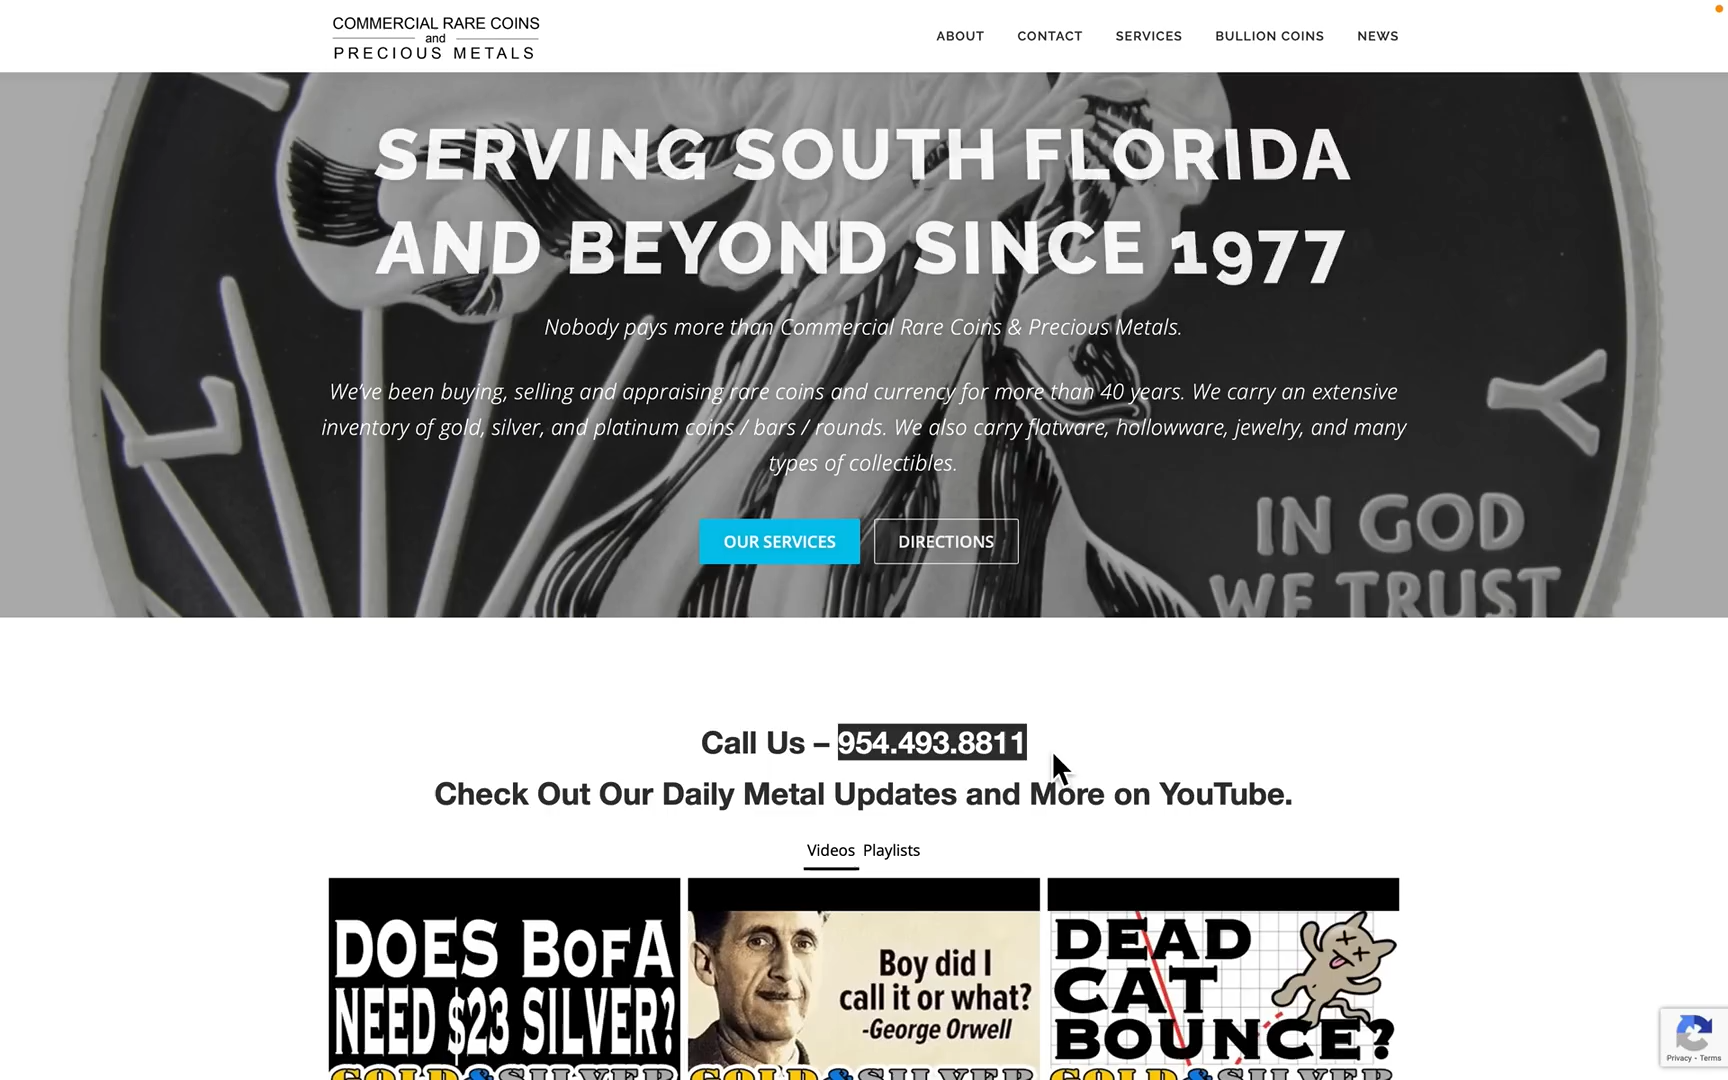 COMMERCIAL RARE COINS
and
PRECIOUS METALS
ABOUT CONTACT SERVICES BULLION COINS NEWS
SERVING SOUTH FLORIDA
AND BEYOND SINCE 1977
Nobody pays more than Commercial Rare Coins & Precious Metals.
We've been buying, selling and appraising rare coins and currency for more than 40 years. We carry an extensive
inventory of gold, silver, and platinum coins / bars / rounds. We also carry flatware, hollowware, jewelry, and many
types of collectibles.
OUR SERVICES DIRECTIONS
L
Y
IN GOD
WE TRUST
Call Us – 954.493.8811
Check Out Our Daily Metal Updates and More on YouTube.
Videos Playlists
DOES BOFA
NEED $23 SILVER?
GOLD & SILVER
Boy did I
call it or what?
-George Orwell
GOLD & SILVER
DEAD
CAT
BOUNCE?
GOLD & SILVER
Privacy - Terms